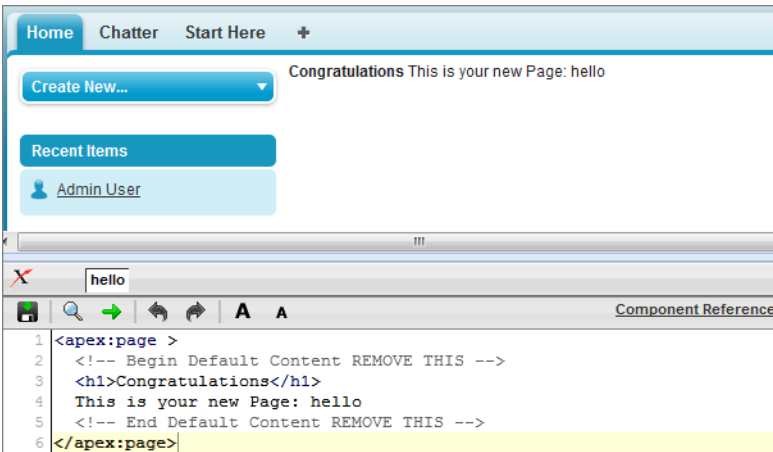 Home Chatter Start Here +
Congratulations This is your new Page: hello
Create New...
Recent Items
Admin User
hello
A A Component Reference
1 <apex:page >
2 <!-- Begin Default Content REMOVE THIS -->
3 <h1>Congratulations</h1>
4 This is your new Page: hello
5 <!-- End Default Content REMOVE THIS -->
6 </apex:page>